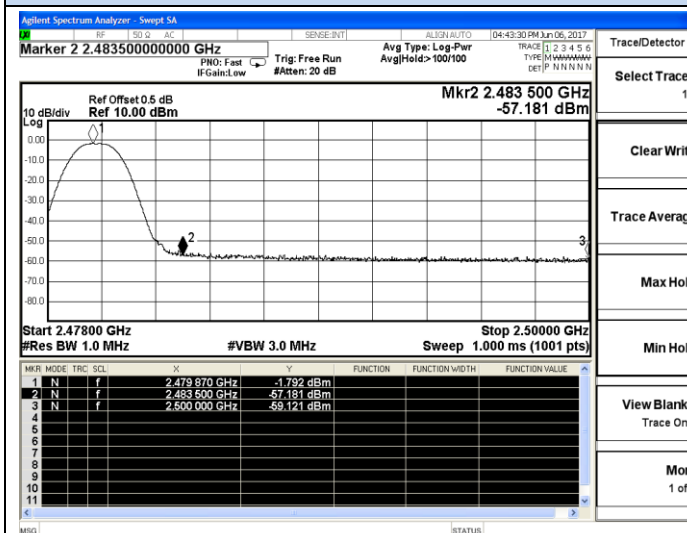 Agilent Spectrum Analyzer - Swept SA
RF 50 Ω AC SENSE:INT ALIGN AUTO 04:43:30 PM Jun 06, 2017
Marker 2 2.483500000000 GHz
PNO: Fast
IFGain:Low
Trig: Free Run
#Atten: 20 dB
Avg Type: Log-Pwr
Avg|Hold:>100/100
TRACE 1 2 3 4 5 6
TYPE M WWWWW
DET P N N N N N
Trace/Detector
Select Trace
1
Clear Writ
Trace Averag
Max Hol
Min Hol
View Blank
Trace On
Mor
1 of
Ref Offset 0.5 dB
Ref 10.00 dBm
10 dB/div
Log
Mkr2 2.483 500 GHz
-57.181 dBm
0.00
-10.0
-20.0
-30.0
-40.0
-50.0
-60.0
-70.0
-80.0
1
2
3
Start 2.47800 GHz
Stop 2.50000 GHz
#Res BW 1.0 MHz
#VBW 3.0 MHz
Sweep 1.000 ms (1001 pts)
MKR MODE TRC SCL X Y FUNCTION FUNCTION WIDTH FUNCTION VALUE
1 N f 2.479 870 GHz -1.792 dBm
2 N f 2.483 500 GHz -57.181 dBm
3 N f 2.500 000 GHz -59.121 dBm
4
5
6
7
8
9
10
11
MSG
STATUS